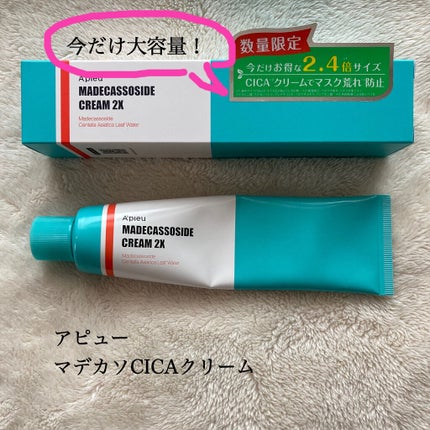 今だけ大容量！
数量限定
今だけお得な2.4倍サイズ
CICAクリームでマスク荒れ 防止
A'pieu
MADECASSOSIDE
CREAM 2X
Madecassoside
Centella Asiatica Leaf Water
A'pieu
MADECASSOSIDE
CREAM 2X
Madecassoside
Centella Asiatica Leaf Water
アピュー
マデカソCICAクリーム